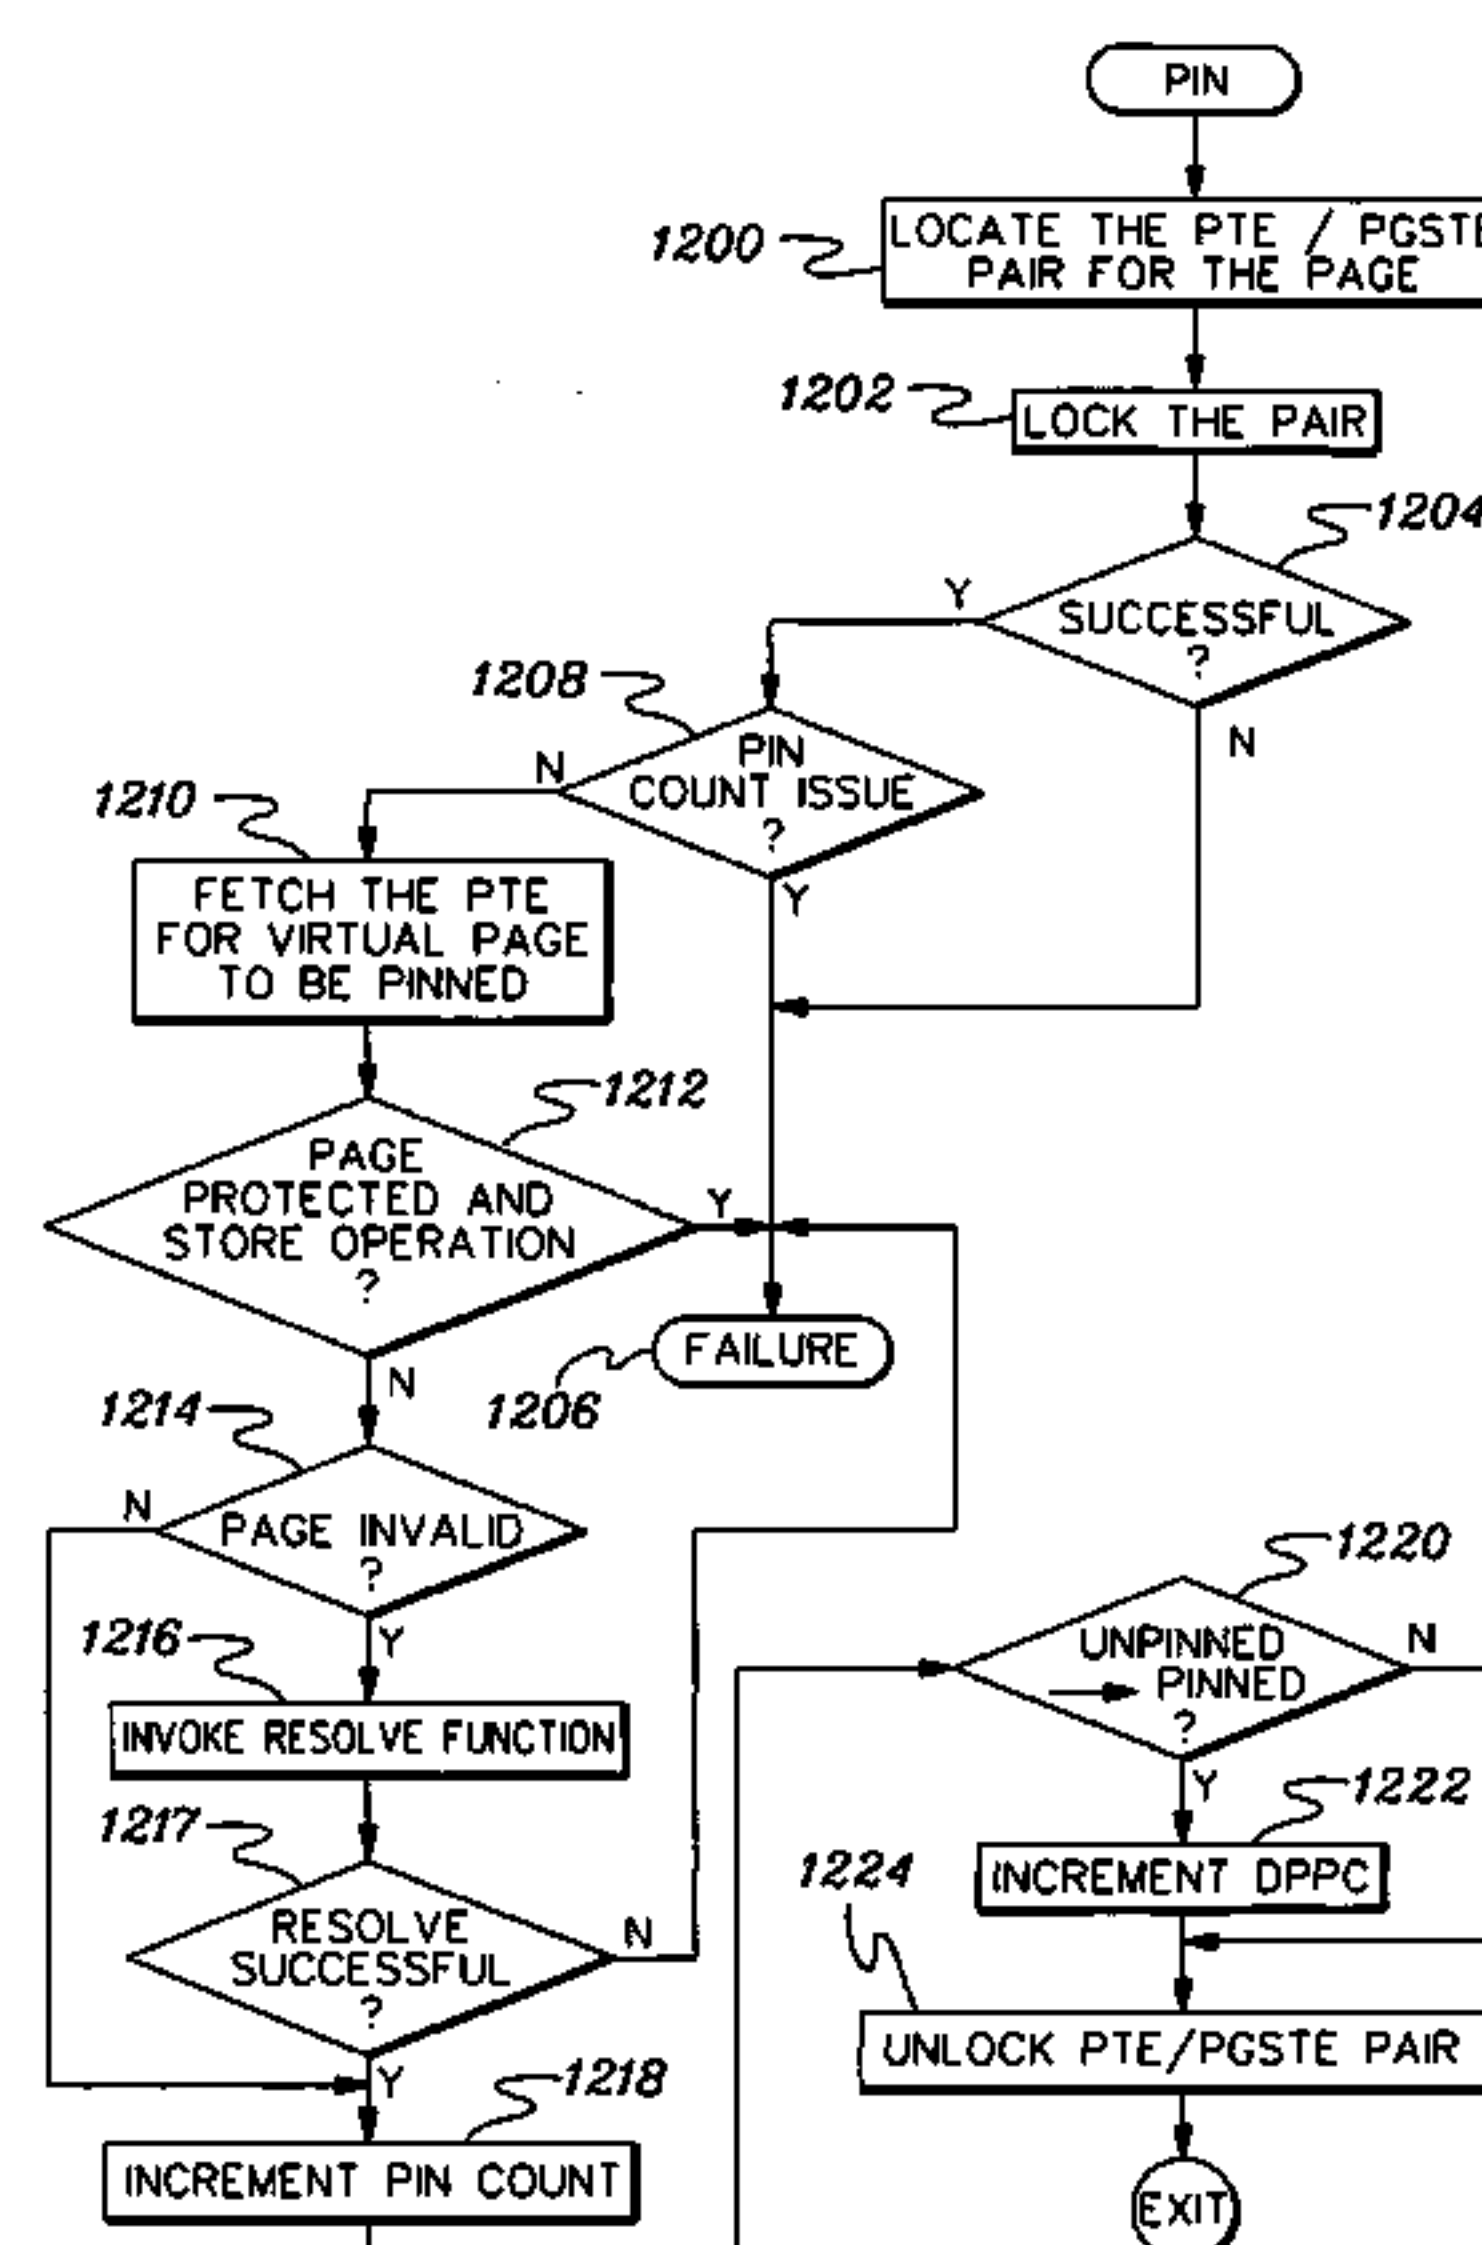 PIN
1200
LOCATE THE PTE / PGSTE
PAIR FOR THE PAGE
1202
LOCK THE PAIR
1204
SUCCESSFUL
?
Y
N
1208
PIN
COUNT ISSUE
?
N
Y
1210
FETCH THE PTE
FOR VIRTUAL PAGE
TO BE PINNED
1212
PAGE
PROTECTED AND
STORE OPERATION
?
Y
N
FAILURE
1206
1214
PAGE INVALID
?
N
Y
1216
INVOKE RESOLVE FUNCTION
1217
RESOLVE
SUCCESSFUL
?
N
Y
1218
INCREMENT PIN COUNT
1220
UNPINNED
→ PINNED
?
N
Y
1222
INCREMENT DPPC
1224
UNLOCK PTE/PGSTE PAIR
EXIT